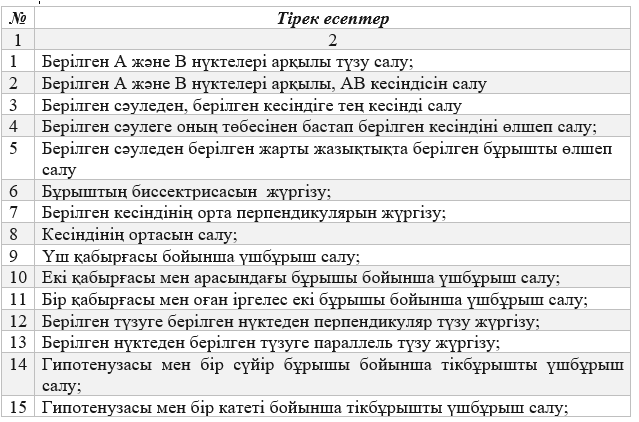 № Тірек есептер
1 2
1 Берілген А және В нүктелері арқылы түзу салу;
2 Берілген А және В нүктелері арқылы, АВ кесіндісін салу
3 Берілген сәуледен, берілген кесіндіге тең кесінді салу
4 Берілген сәулеге оның төбесінен бастап берілген кесіндіні өлшеп салу;
5 Берілген сәуледен берілген жарты жазықтықта берілген бұрышты өлшеп
салу
6 Бұрыштың биссектрисасын жүргізу;
7 Берілген кесіндінің орта перпендикулярын жүргізу;
8 Кесіндінің ортасын салу;
9 Үш қабырғасы бойынша үшбұрыш салу;
10 Екі қабырғасы мен арасындағы бұрышы бойынша үшбұрыш салу;
11 Бір қабырғасы мен оған іргелес екі бұрышы бойынша үшбұрыш салу;
12 Берілген түзуге берілген нүктеден перпендикуляр түзу жүргізу;
13 Берілген нүктеден берілген түзуге параллель түзу жүргізу;
14 Гипотенузасы мен бір сүйір бұрышы бойынша тікбұрышты үшбұрыш
салу;
15 Гипотенузасы мен бір катеті бойынша тікбұрышты үшбұрыш салу;